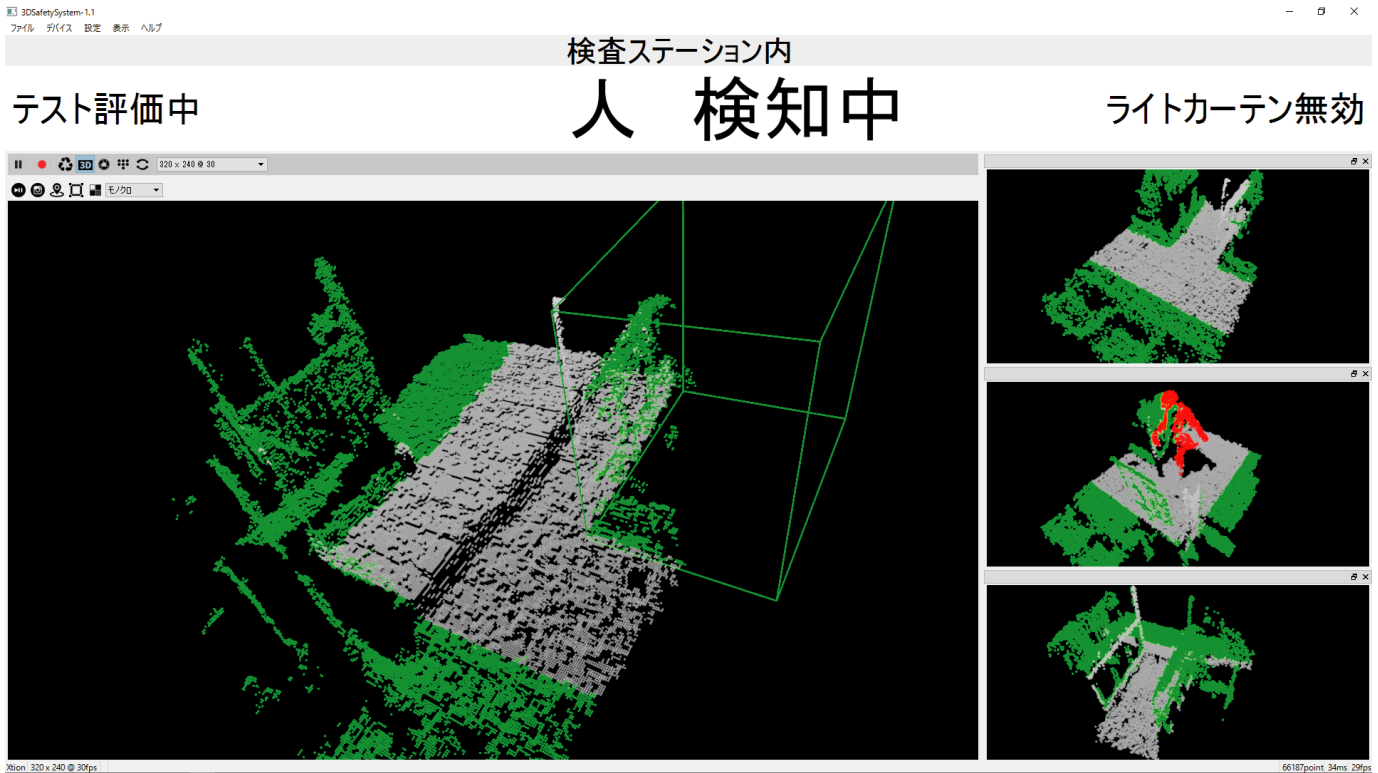 3DSafetySystem-1.1
ファイル デバイス 設定 表示 ヘルプ
検査ステーション内
テスト評価中
人 検知中
ライトカーテン無効
3D 320 x 240 @ 30
モノクロ
Xtion 320 x 240 @ 30fps
66187point 34ms 29fps